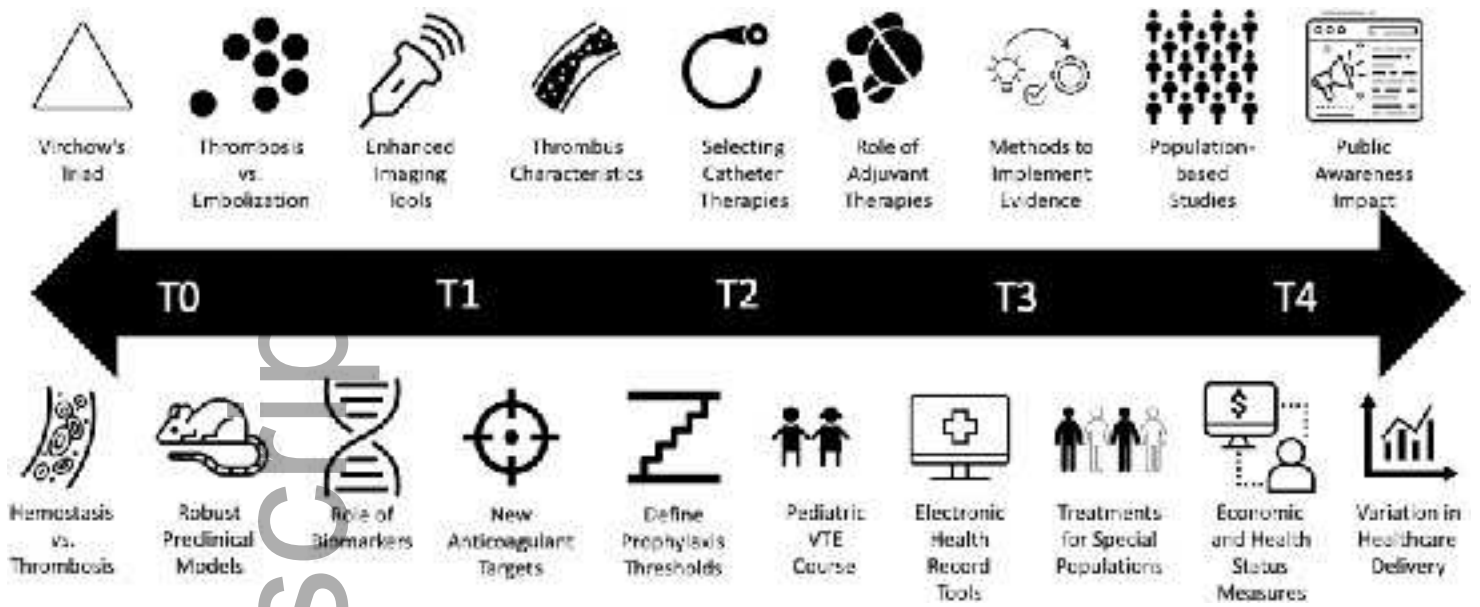 Virchow's
Triad
Thrombosis
vs.
Embolization
Enhanced
Imaging
Tools
Thrombus
Characteristics
Selecting
Catheter
Therapies
Role of
Adjuvant
Therapies
Methods to
Implement
Evidence
Population-
based
Studies
Public
Awareness
Impact
T0
T1
T2
T3
T4
Hemostasis
vs.
Thrombosis
Robust
Preclinical
Models
Role of
Biomarkers
New
Anticoagulant
Targets
Define
Prophylaxis
Thresholds
Pediatric
VTE
Course
Electronic
Health
Record
Tools
Treatments
for Special
Populations
$
Economic
and Health
Status
Measures
Variation in
Healthcare
Delivery
scrip